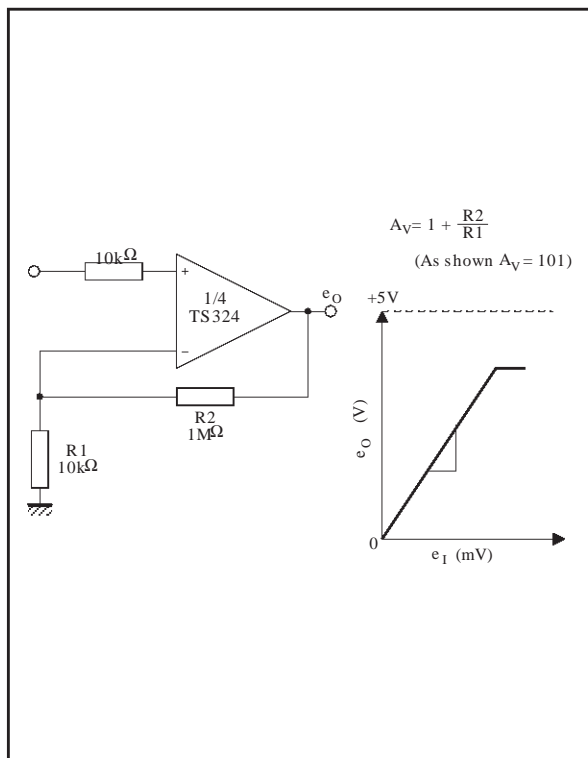 A_V= 1 + R2/R1
(As shown A_V= 101)
10kΩ
+
1/4
TS324
–
e_O
R2
1MΩ
R1
10kΩ
+5V
e_O (V)
0
e_I (mV)